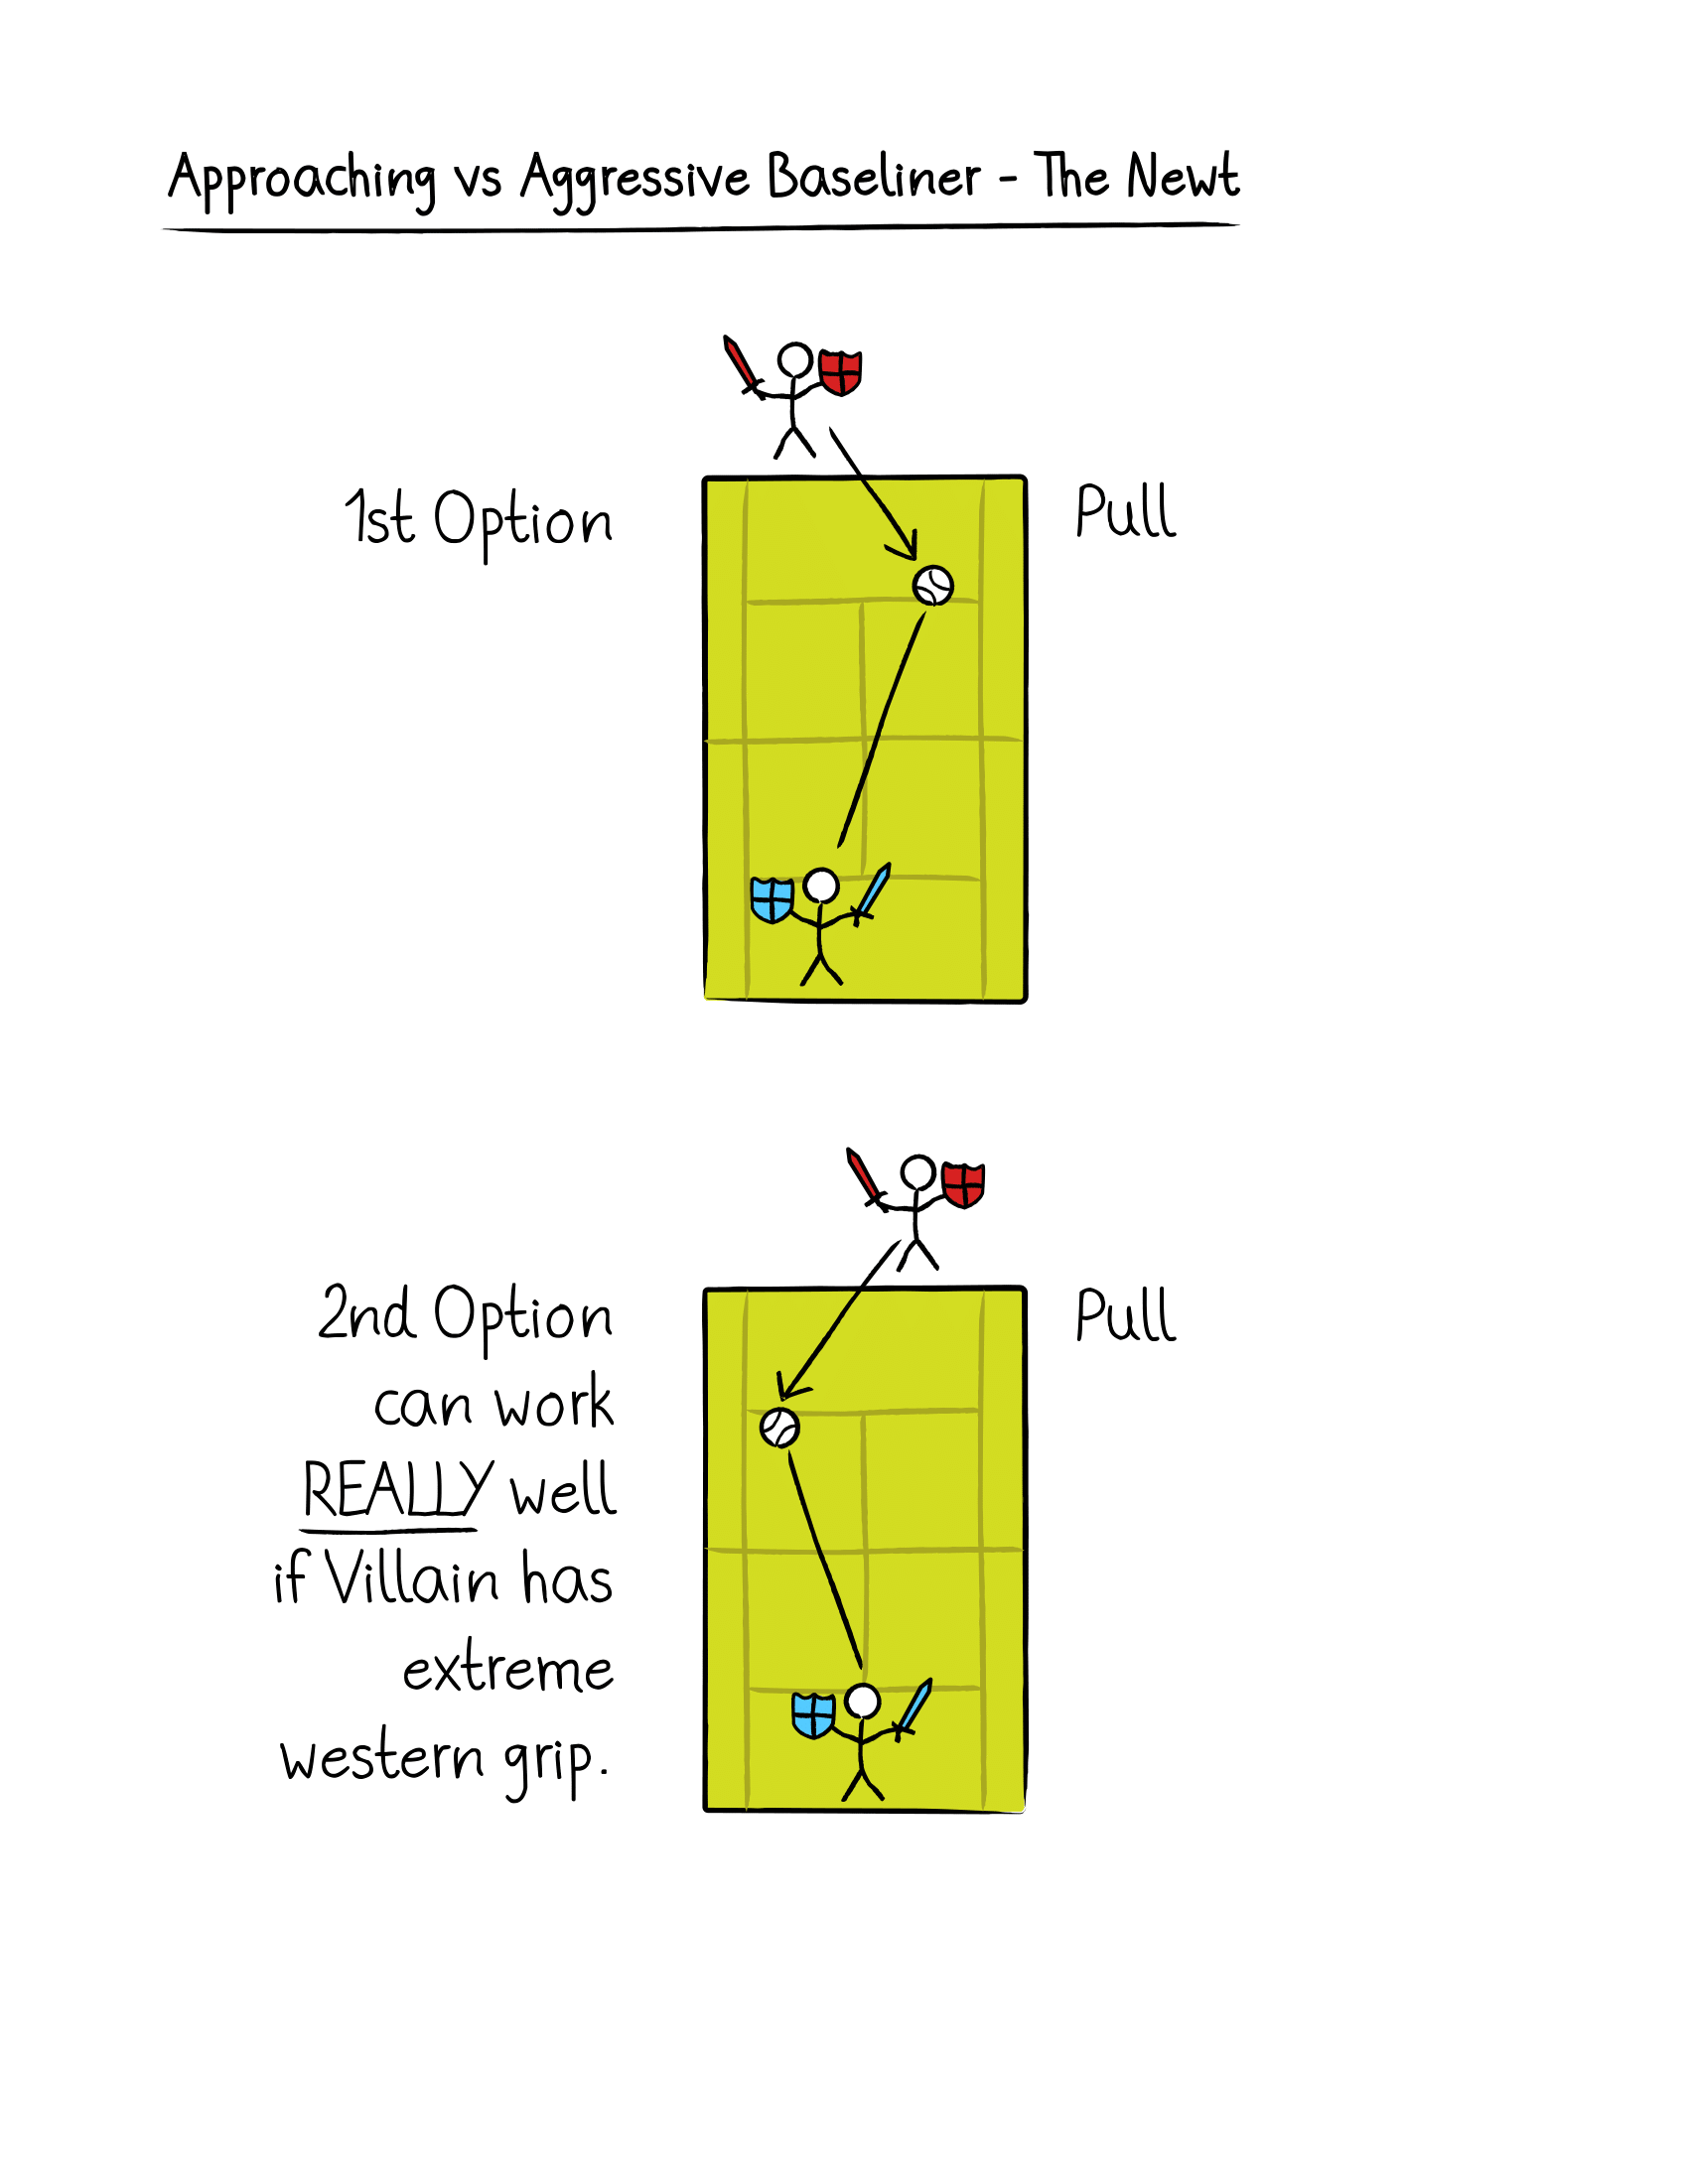 Approaching vs Aggressive Baseliner - The Newt
1st Option
Pull
2nd Option
can work
REALLY well
if Villain has
extreme
western grip.
Pull